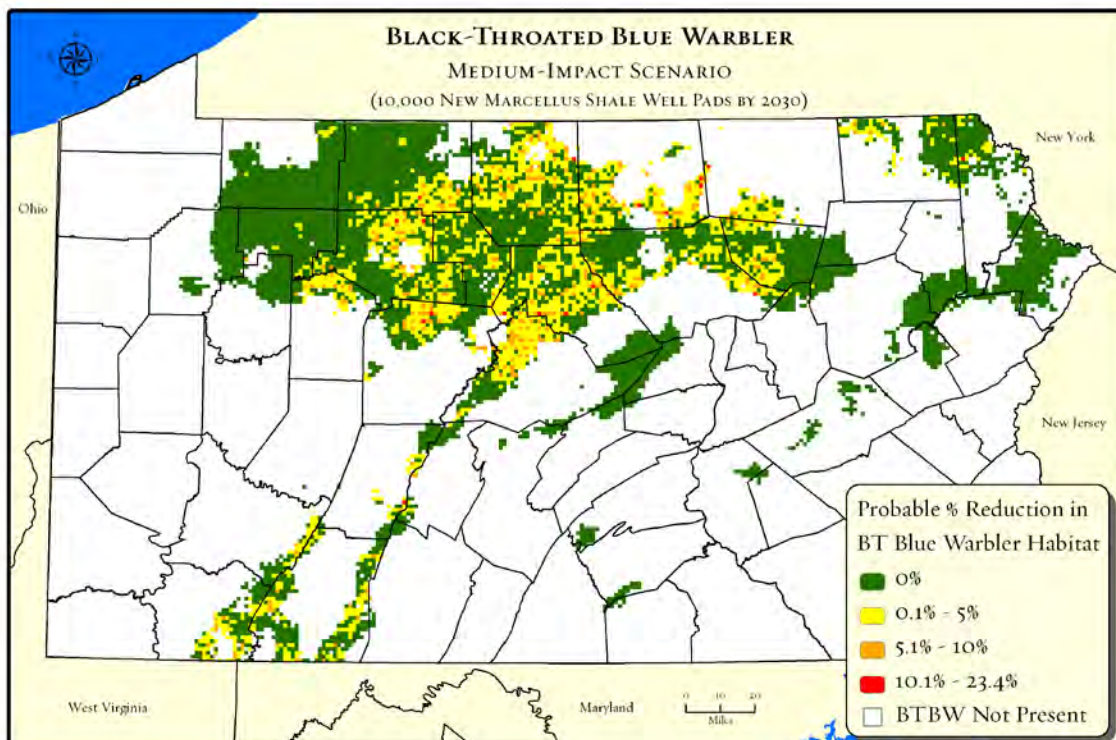 BLACK-THROATED BLUE WARBLER
MEDIUM-IMPACT SCENARIO
(10,000 NEW MARCELLUS SHALE WELL PADS BY 2030)
New York
Ohio
New Jersey
West Virginia
Maryland
0 10 20
Miles
Probable % Reduction in
BT Blue Warbler Habitat
0%
0.1% - 5%
5.1% - 10%
10.1% - 23.4%
BTBW Not Present